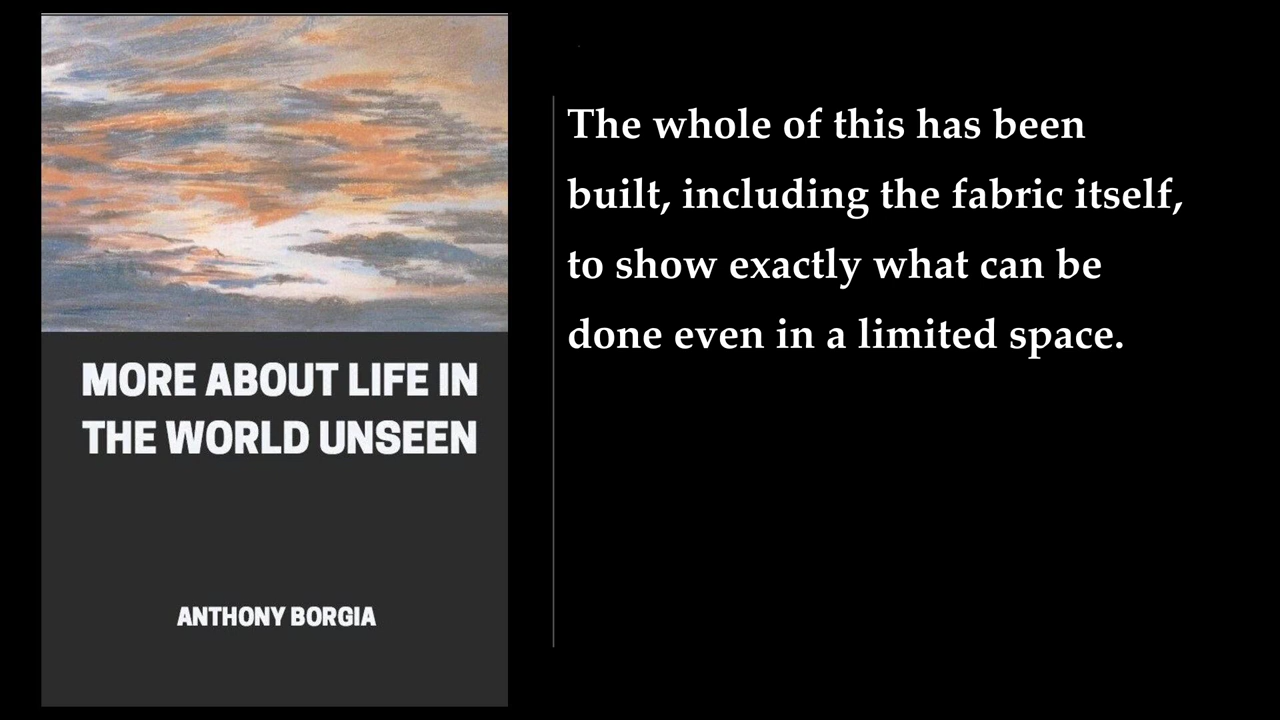 MORE ABOUT LIFE IN
THE WORLD UNSEEN
ANTHONY BORGIA
The whole of this has been
built, including the fabric itself,
to show exactly what can be
done even in a limited space.